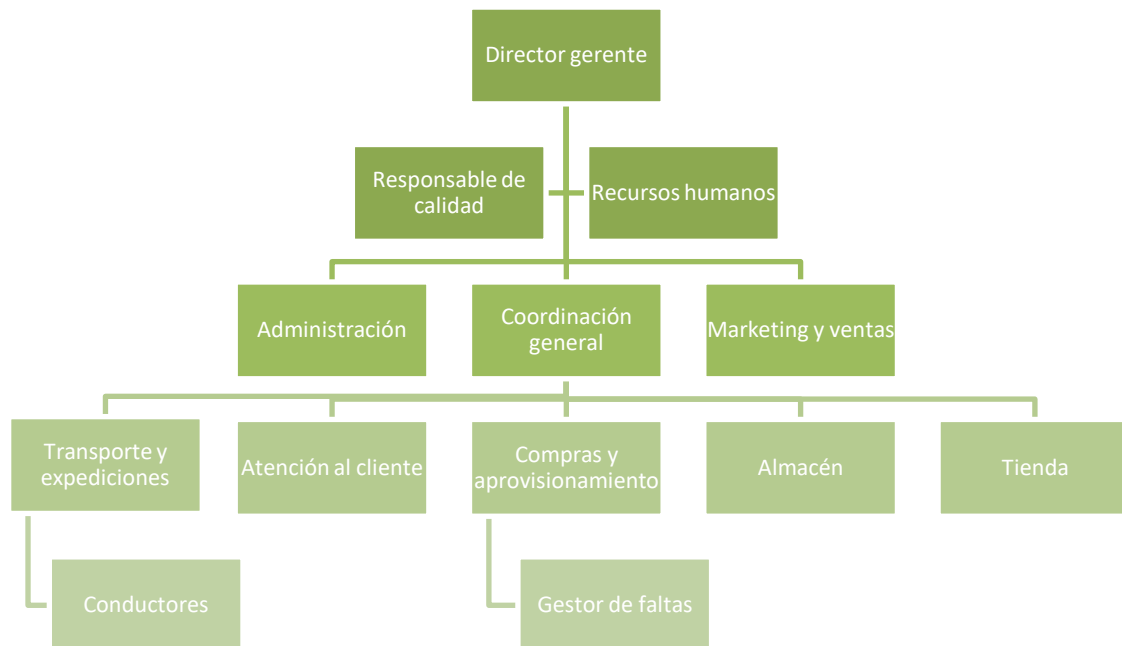 Director gerente
Responsable de
calidad
Recursos humanos
Administración
Coordinación
general
Marketing y ventas
Transporte y
expediciones
Atención al cliente
Compras y
aprovisionamiento
Almacén
Tienda
Conductores
Gestor de faltas